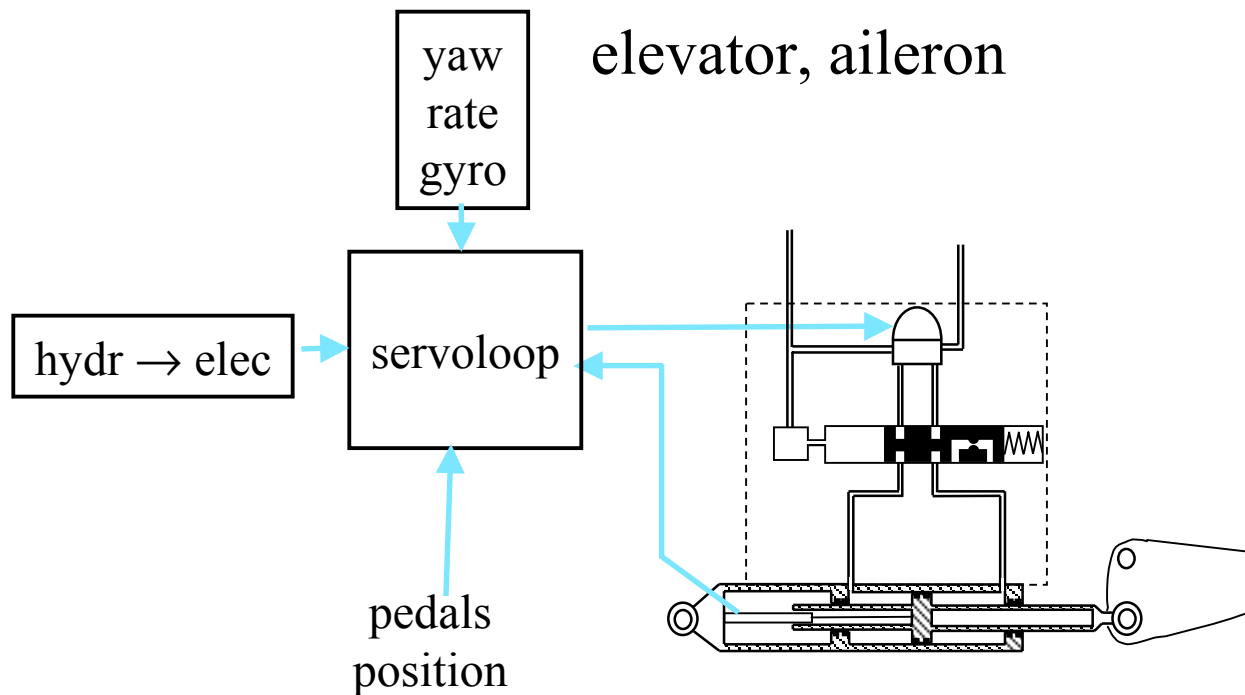 elevator, aileron
yaw
rate
gyro
hydr → elec
servoloop
pedals
position